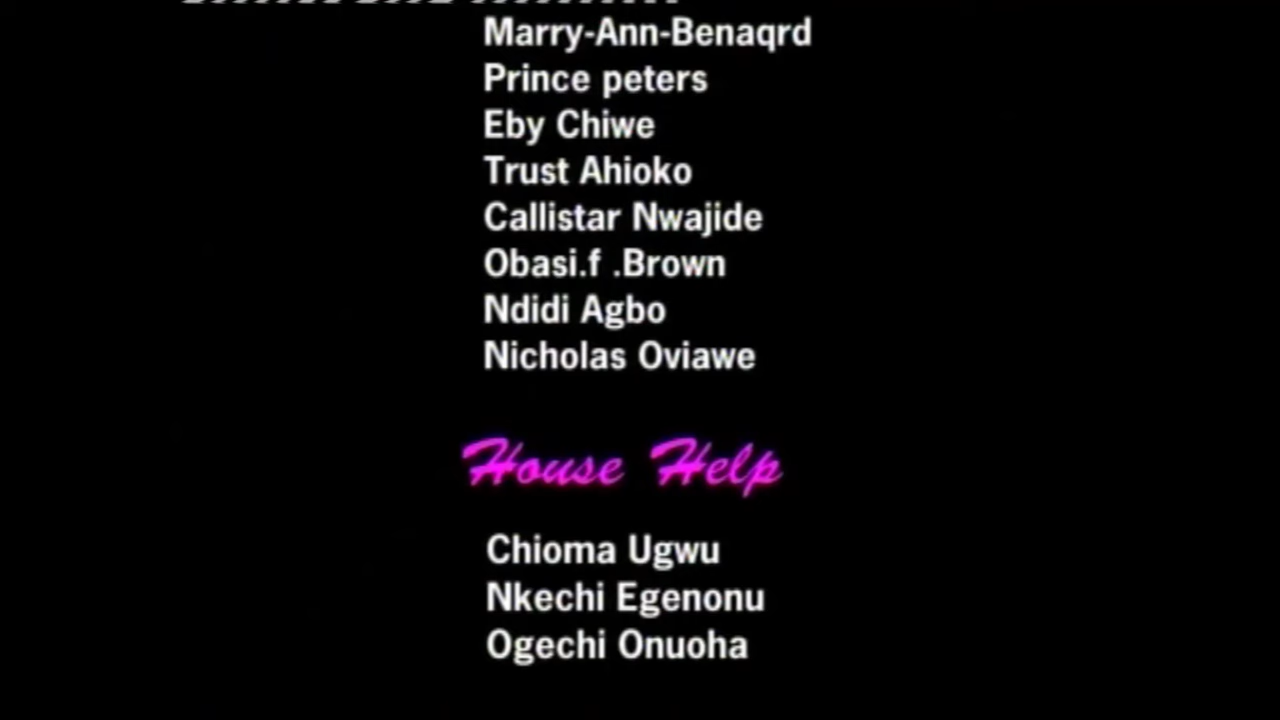 Marry-Ann-Benaqrd
Prince peters
Eby Chiwe
Trust Ahioko
Callistar Nwajide
Obasi.f .Brown
Ndidi Agbo
Nicholas Oviawe
House Help
Chioma Ugwu
Nkechi Egenonu
Ogechi Onuoha